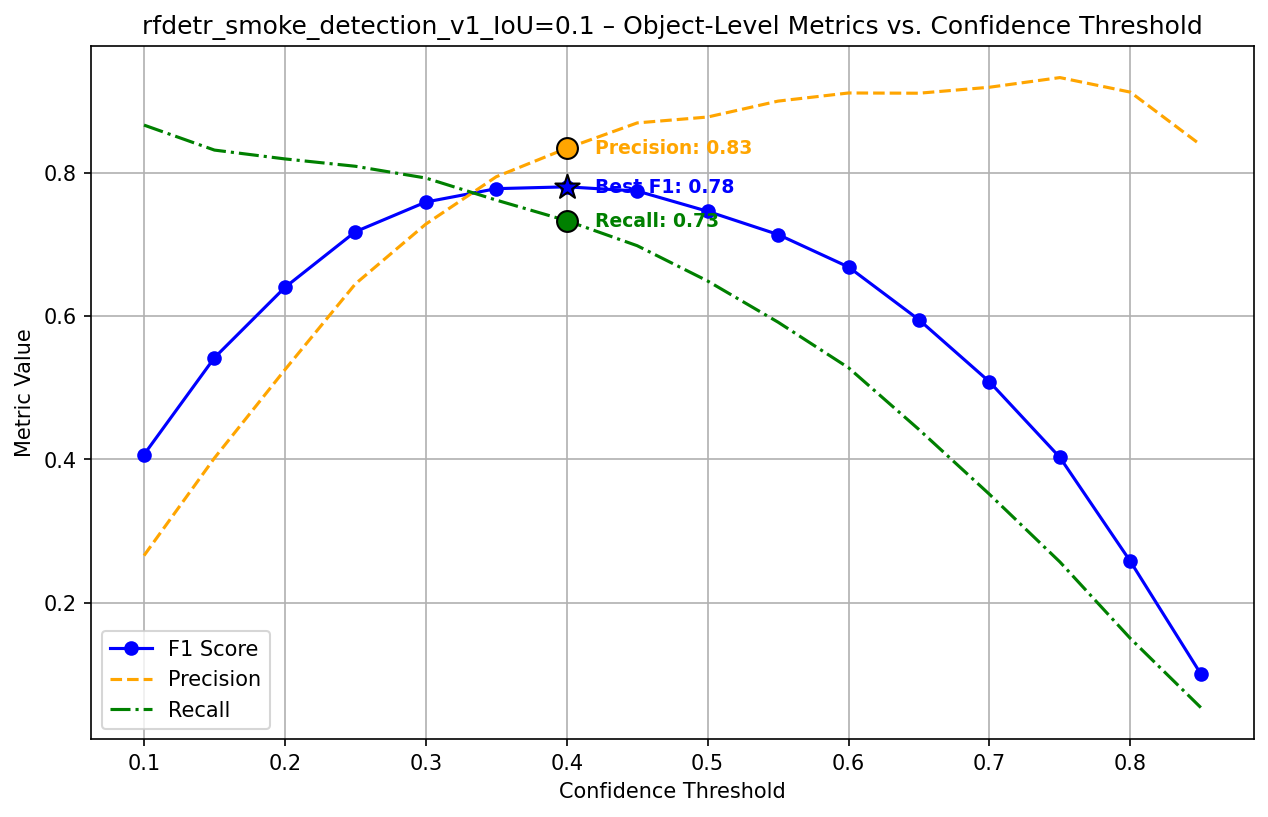 rfdetr_smoke_detection_v1_IoU=0.1 – Object-Level Metrics vs. Confidence Threshold
Metric Value
0.8
0.6
0.4
0.2
Precision: 0.83
Best F1: 0.78
Recall: 0.73
F1 Score
Precision
Recall
0.1 0.2 0.3 0.4 0.5 0.6 0.7 0.8
Confidence Threshold